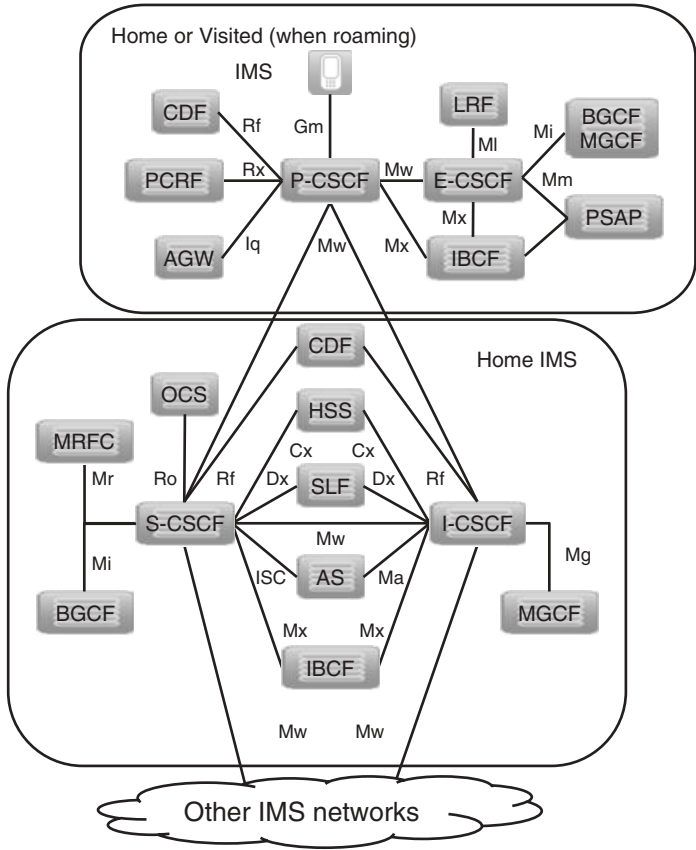 Home or Visited (when roaming)
IMS
CDF
LRF
BGCF
MGCF
Rf
Gm
Ml
Mi
PCRF
Rx
P-CSCF
Mw
E-CSCF
Mm
Mx
PSAP
AGW
Iq
Mw
Mx
IBCF
CDF
Home IMS
OCS
HSS
MRFC
Cx
Cx
Mr
Ro
Rf
Dx
SLF
Dx
Rf
S-CSCF
I-CSCF
Mw
Mi
ISC
AS
Ma
Mg
BGCF
MGCF
Mx
Mx
IBCF
Mw
Mw
Other IMS networks